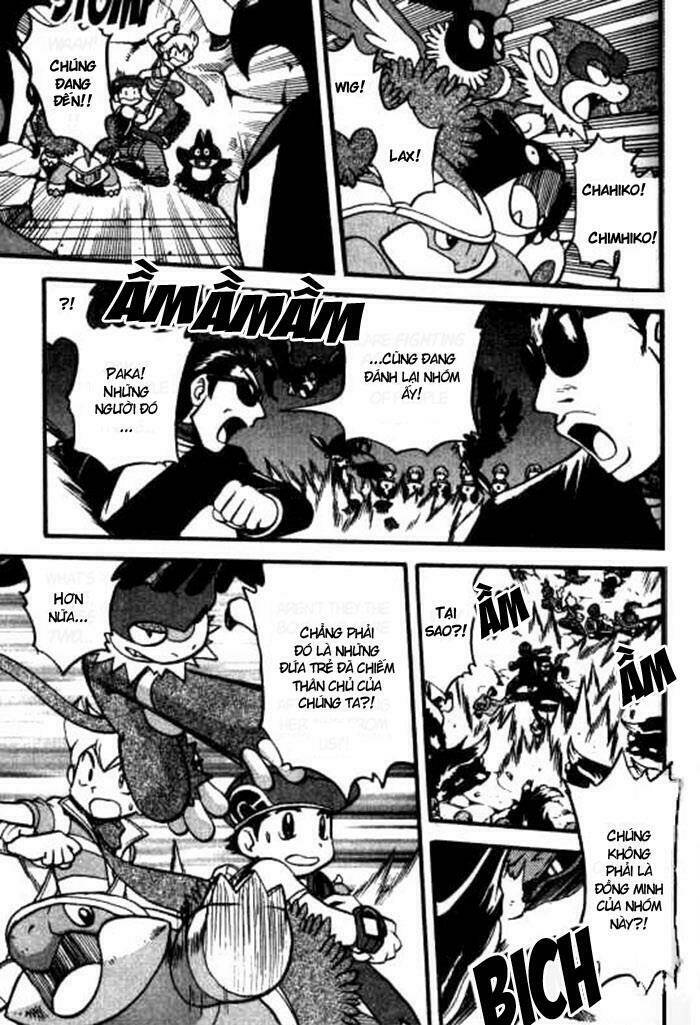 WIG!
LAX!
CHAHIKO!
CHIMHIKO!
STOMP
CHÚNG
ĐANG
ĐẾN!!
...CŨNG ĐANG
ĐÁNH LẠI NHÓM
ẤY!
ẦMẦMẦM
?!
PAKA!
NHỮNG
NGƯỜI ĐÓ
...
TẠI
SAO?!
ẦM
ẦM
CHÚNG
KHÔNG
PHẢI LÀ
ĐỒNG MINH
CỦA NHÓM
NÀY?!
BỊCH
HƠN
NỮA...
CHẲNG PHẢI
ĐÓ LÀ NHỮNG
ĐỨA TRẺ ĐÃ CHIẾM
THÂN CHỦ CỦA
CHÚNG TA?!